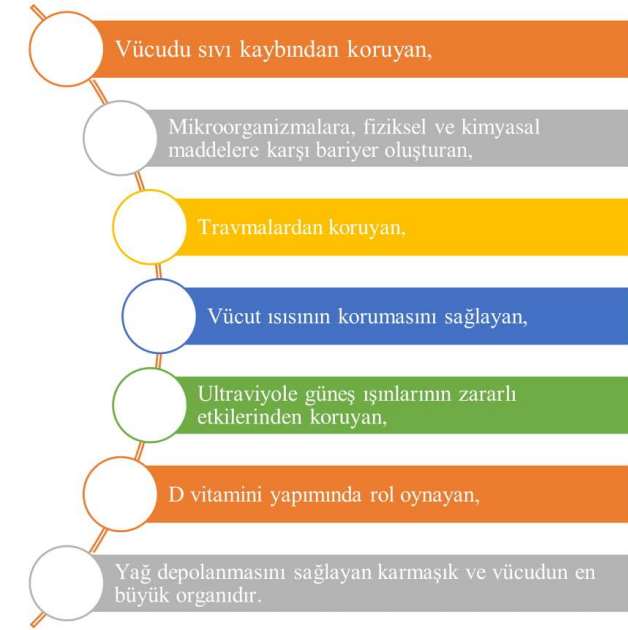 Vücudu sıvı kaybından koruyan,
Mikroorganizmalara, fiziksel ve kimyasal
maddelere karşı bariyer oluşturan,
Travmalardan koruyan,
Vücut ısısının korumasını sağlayan,
Ultraviyole güneş ışınlarının zararlı
etkilerinden koruyan,
D vitamini yapımında rol oynayan,
Yağ depolanmasını sağlayan karmaşık ve vücudun en
büyük organıdır.